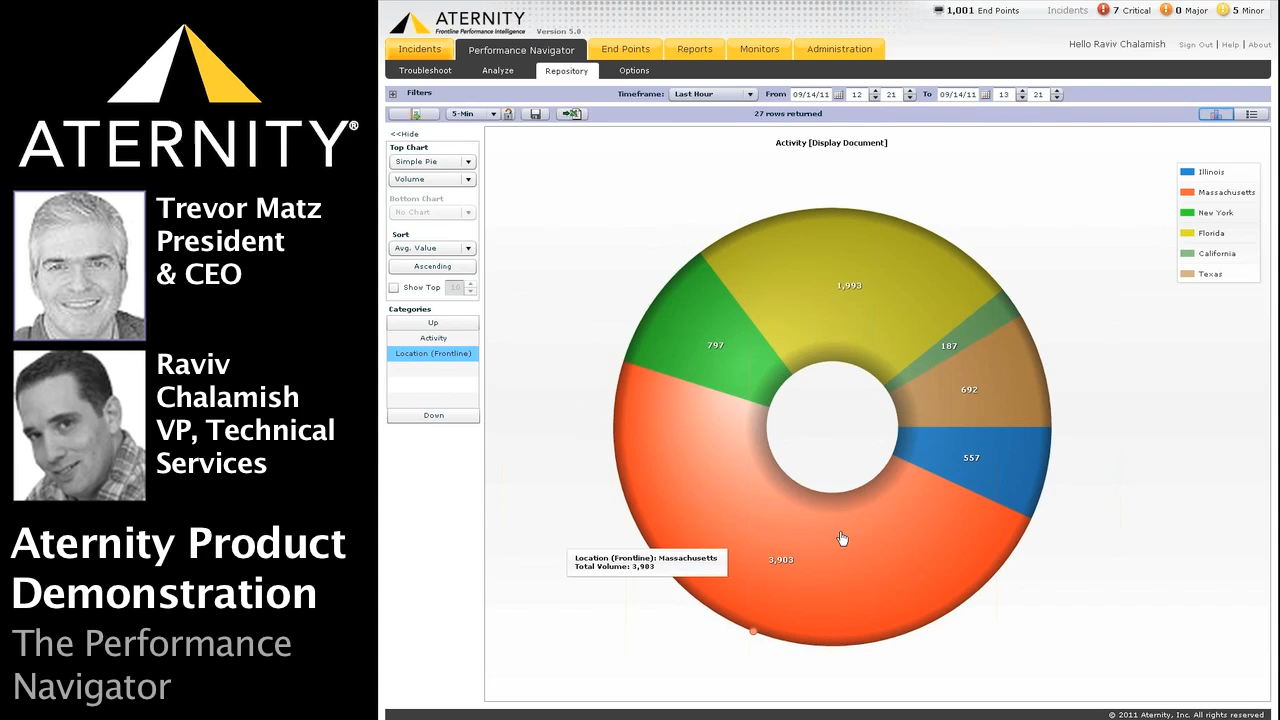 ATERNITY®
Trevor Matz
President
& CEO
Raviv
Chalamish
VP, Technical
Services
Aternity Product
Demonstration
The Performance
Navigator
ATERNITY
Frontline Performance Intelligence
Version 5.0
1,001 End Points
Incidents
7 Critical
0 Major
5 Minor
Incidents
Performance Navigator
End Points
Reports
Monitors
Administration
Hello Raviv Chalamish
Sign Out | Help | About
Troubleshoot
Analyze
Repository
Options
Filters
Timeframe: Last Hour
From 09/14/11 12 21
To 09/14/11 13 21
5-Min
27 rows returned
<<Hide
Top Chart
Simple Pie
Volume
Bottom Chart
No Chart
Sort
Avg. Value
Ascending
Show Top 10
Categories
Up
Activity
Location (Frontline)
Down
Activity [Display Document]
Illinois
Massachusetts
New York
Florida
California
Texas
1,993
797
187
692
557
3,903
Location (Frontline): Massachusetts
Total Volume: 3,903
© 2011 Aternity, Inc. All rights reserved